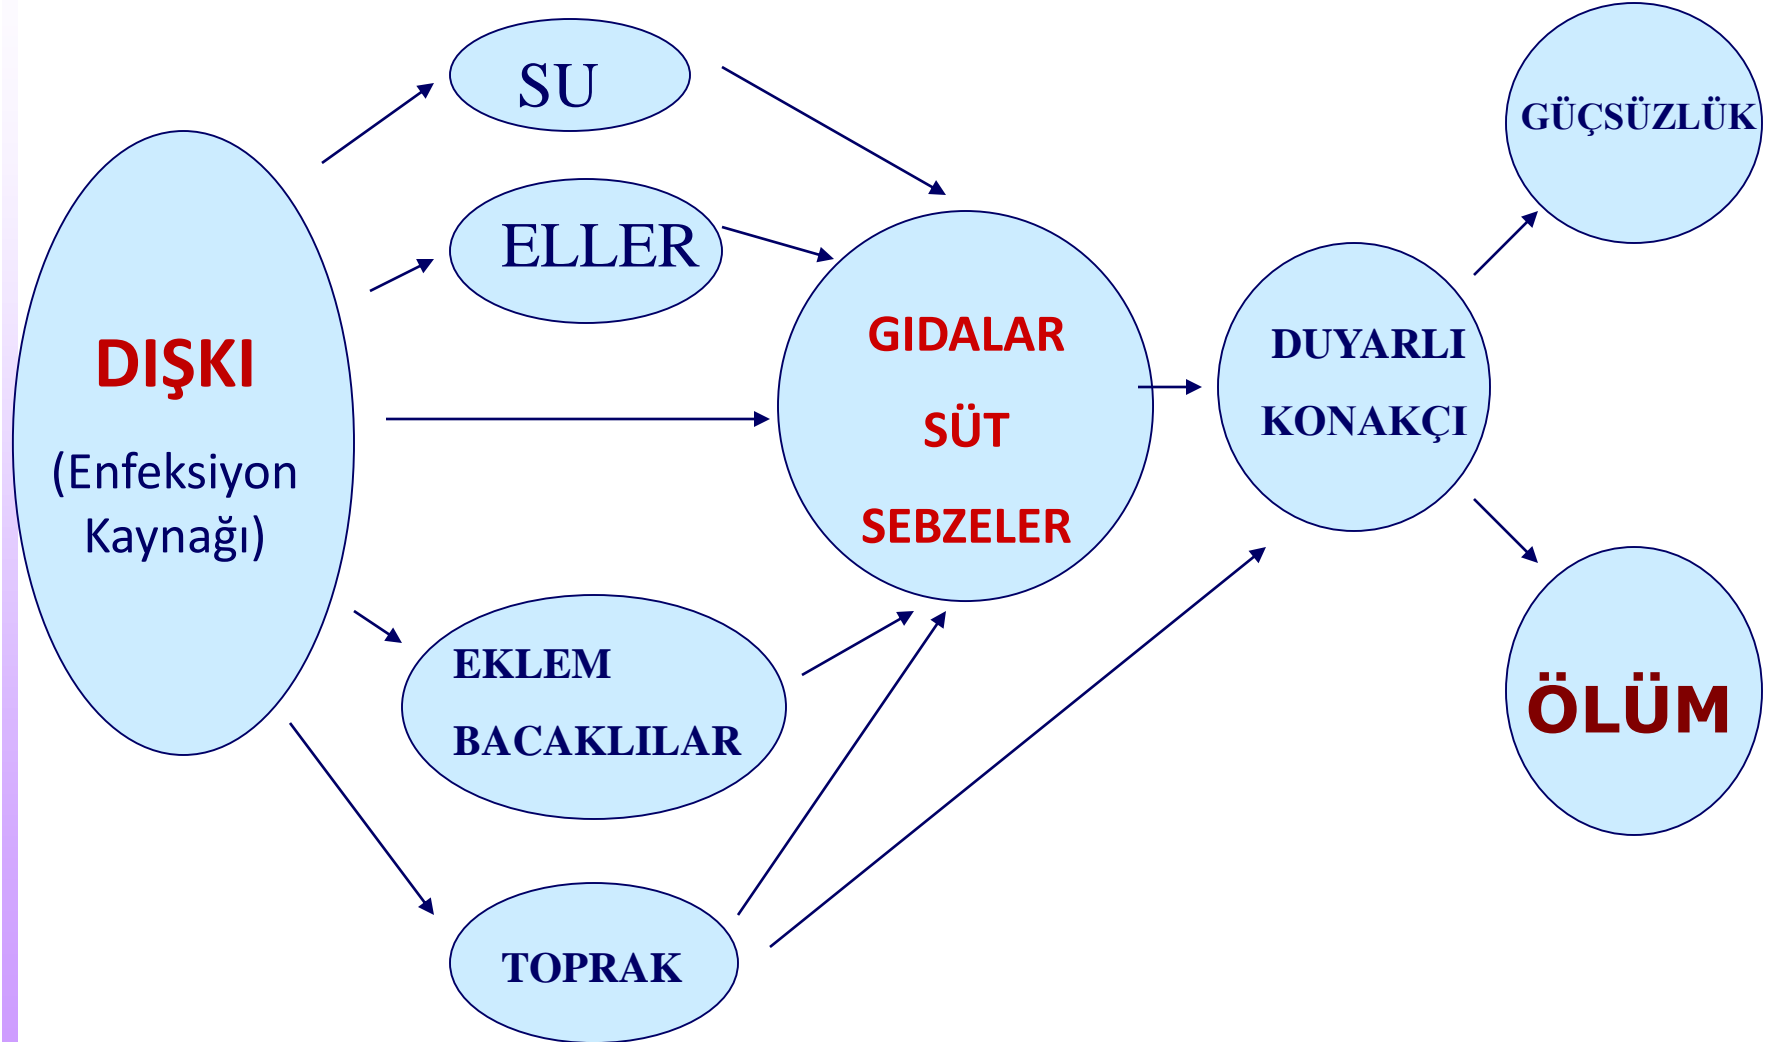 SU
ELLER
DIŞKI
(Enfeksiyon
Kaynağı)
EKLEM
BACAKLILAR
TOPRAK
GIDALAR
SÜT
SEBZELER
DUYARLI
KONAKÇI
GÜÇSÜZLÜK
ÖLÜM